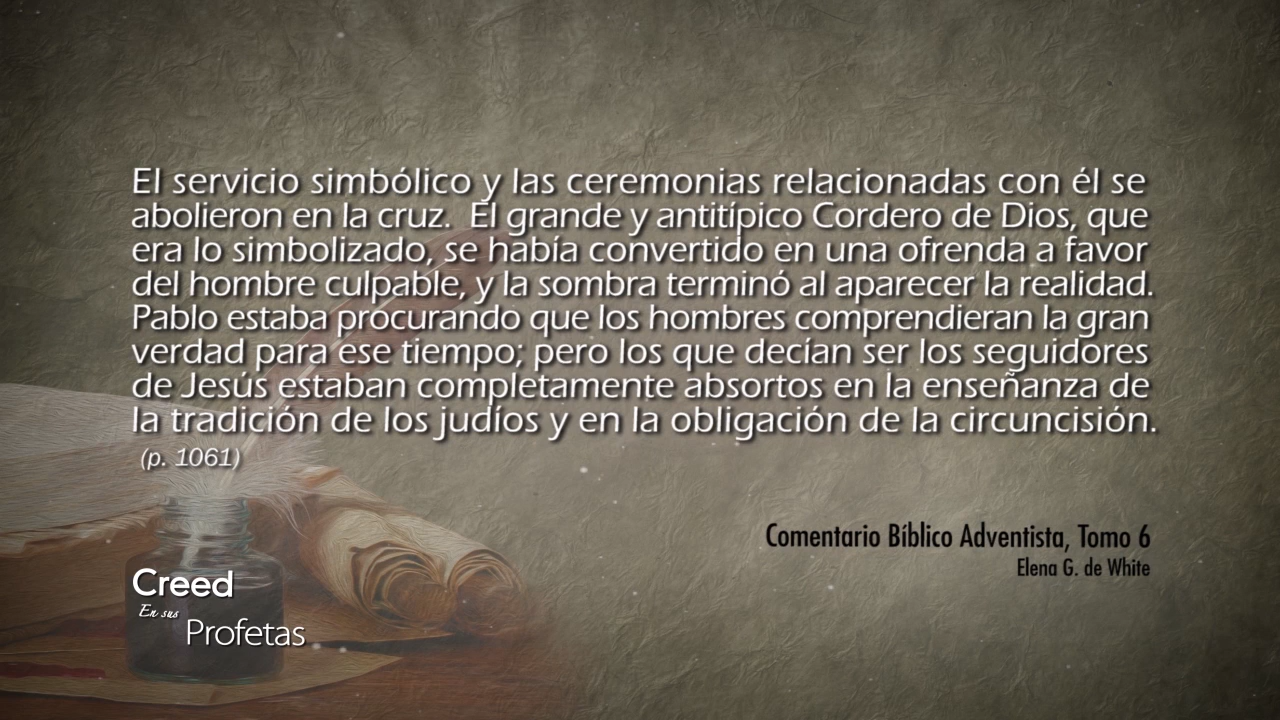 El servicio simbólico y las ceremonias relacionadas con él se
abolieron en la cruz.  El grande y antitípico Cordero de Dios, que
era lo simbolizado, se había convertido en una ofrenda a favor
del hombre culpable, y la sombra terminó al aparecer la realidad.
Pablo estaba procurando que los hombres comprendieran la gran
verdad para ese tiempo; pero los que decían ser los seguidores
de Jesús estaban completamente absortos en la enseñanza de
la tradición de los judíos y en la obligación de la circuncisión.
(p. 1061)
Comentario Bíblico Adventista, Tomo 6
Elena G. de White
Creed
En sus
Profetas